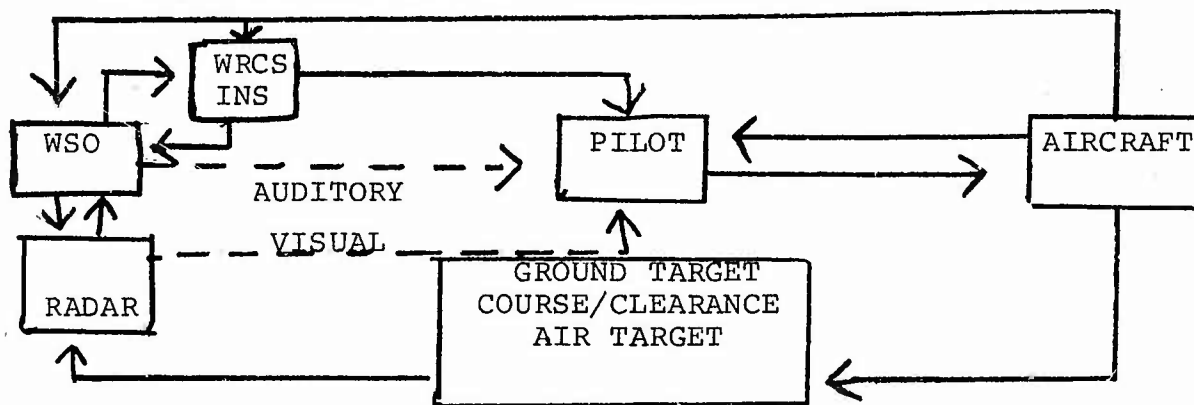 WRCS
INS
WSO
PILOT
AIRCRAFT
AUDITORY
VISUAL
RADAR
GROUND TARGET
COURSE/CLEARANCE
AIR TARGET